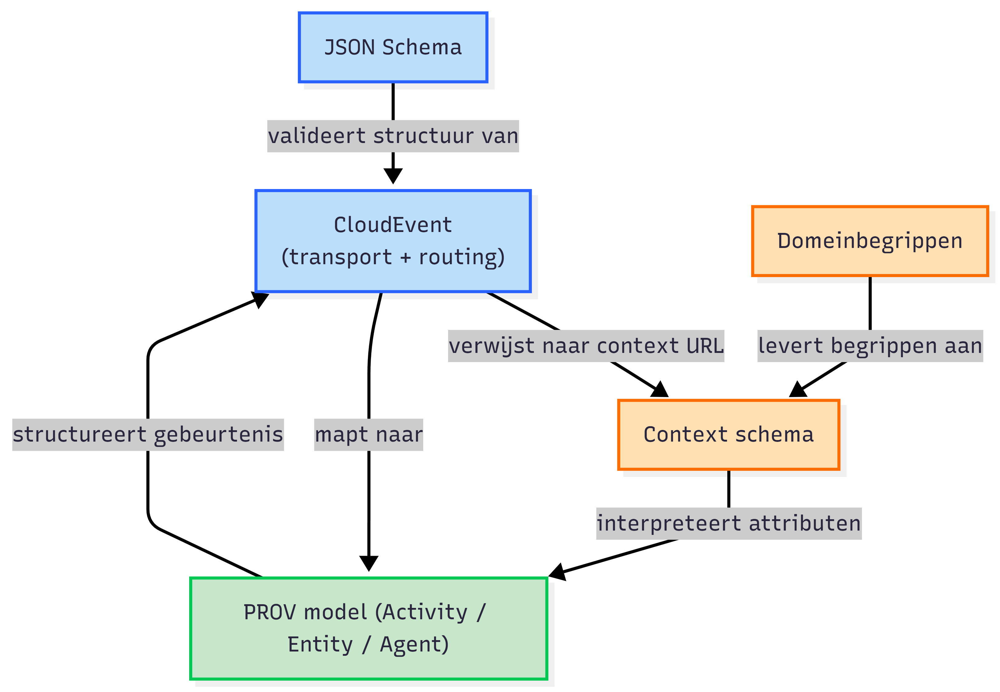 JSON Schema
valideert structuur van
CloudEvent
(transport + routing)
Domeinbegrippen
verwijst naar context URL
levert begrippen aan
structureert gebeurtenis
mapt naar
Context schema
interpreteert attributen
PROV model (Activity /
Entity / Agent)